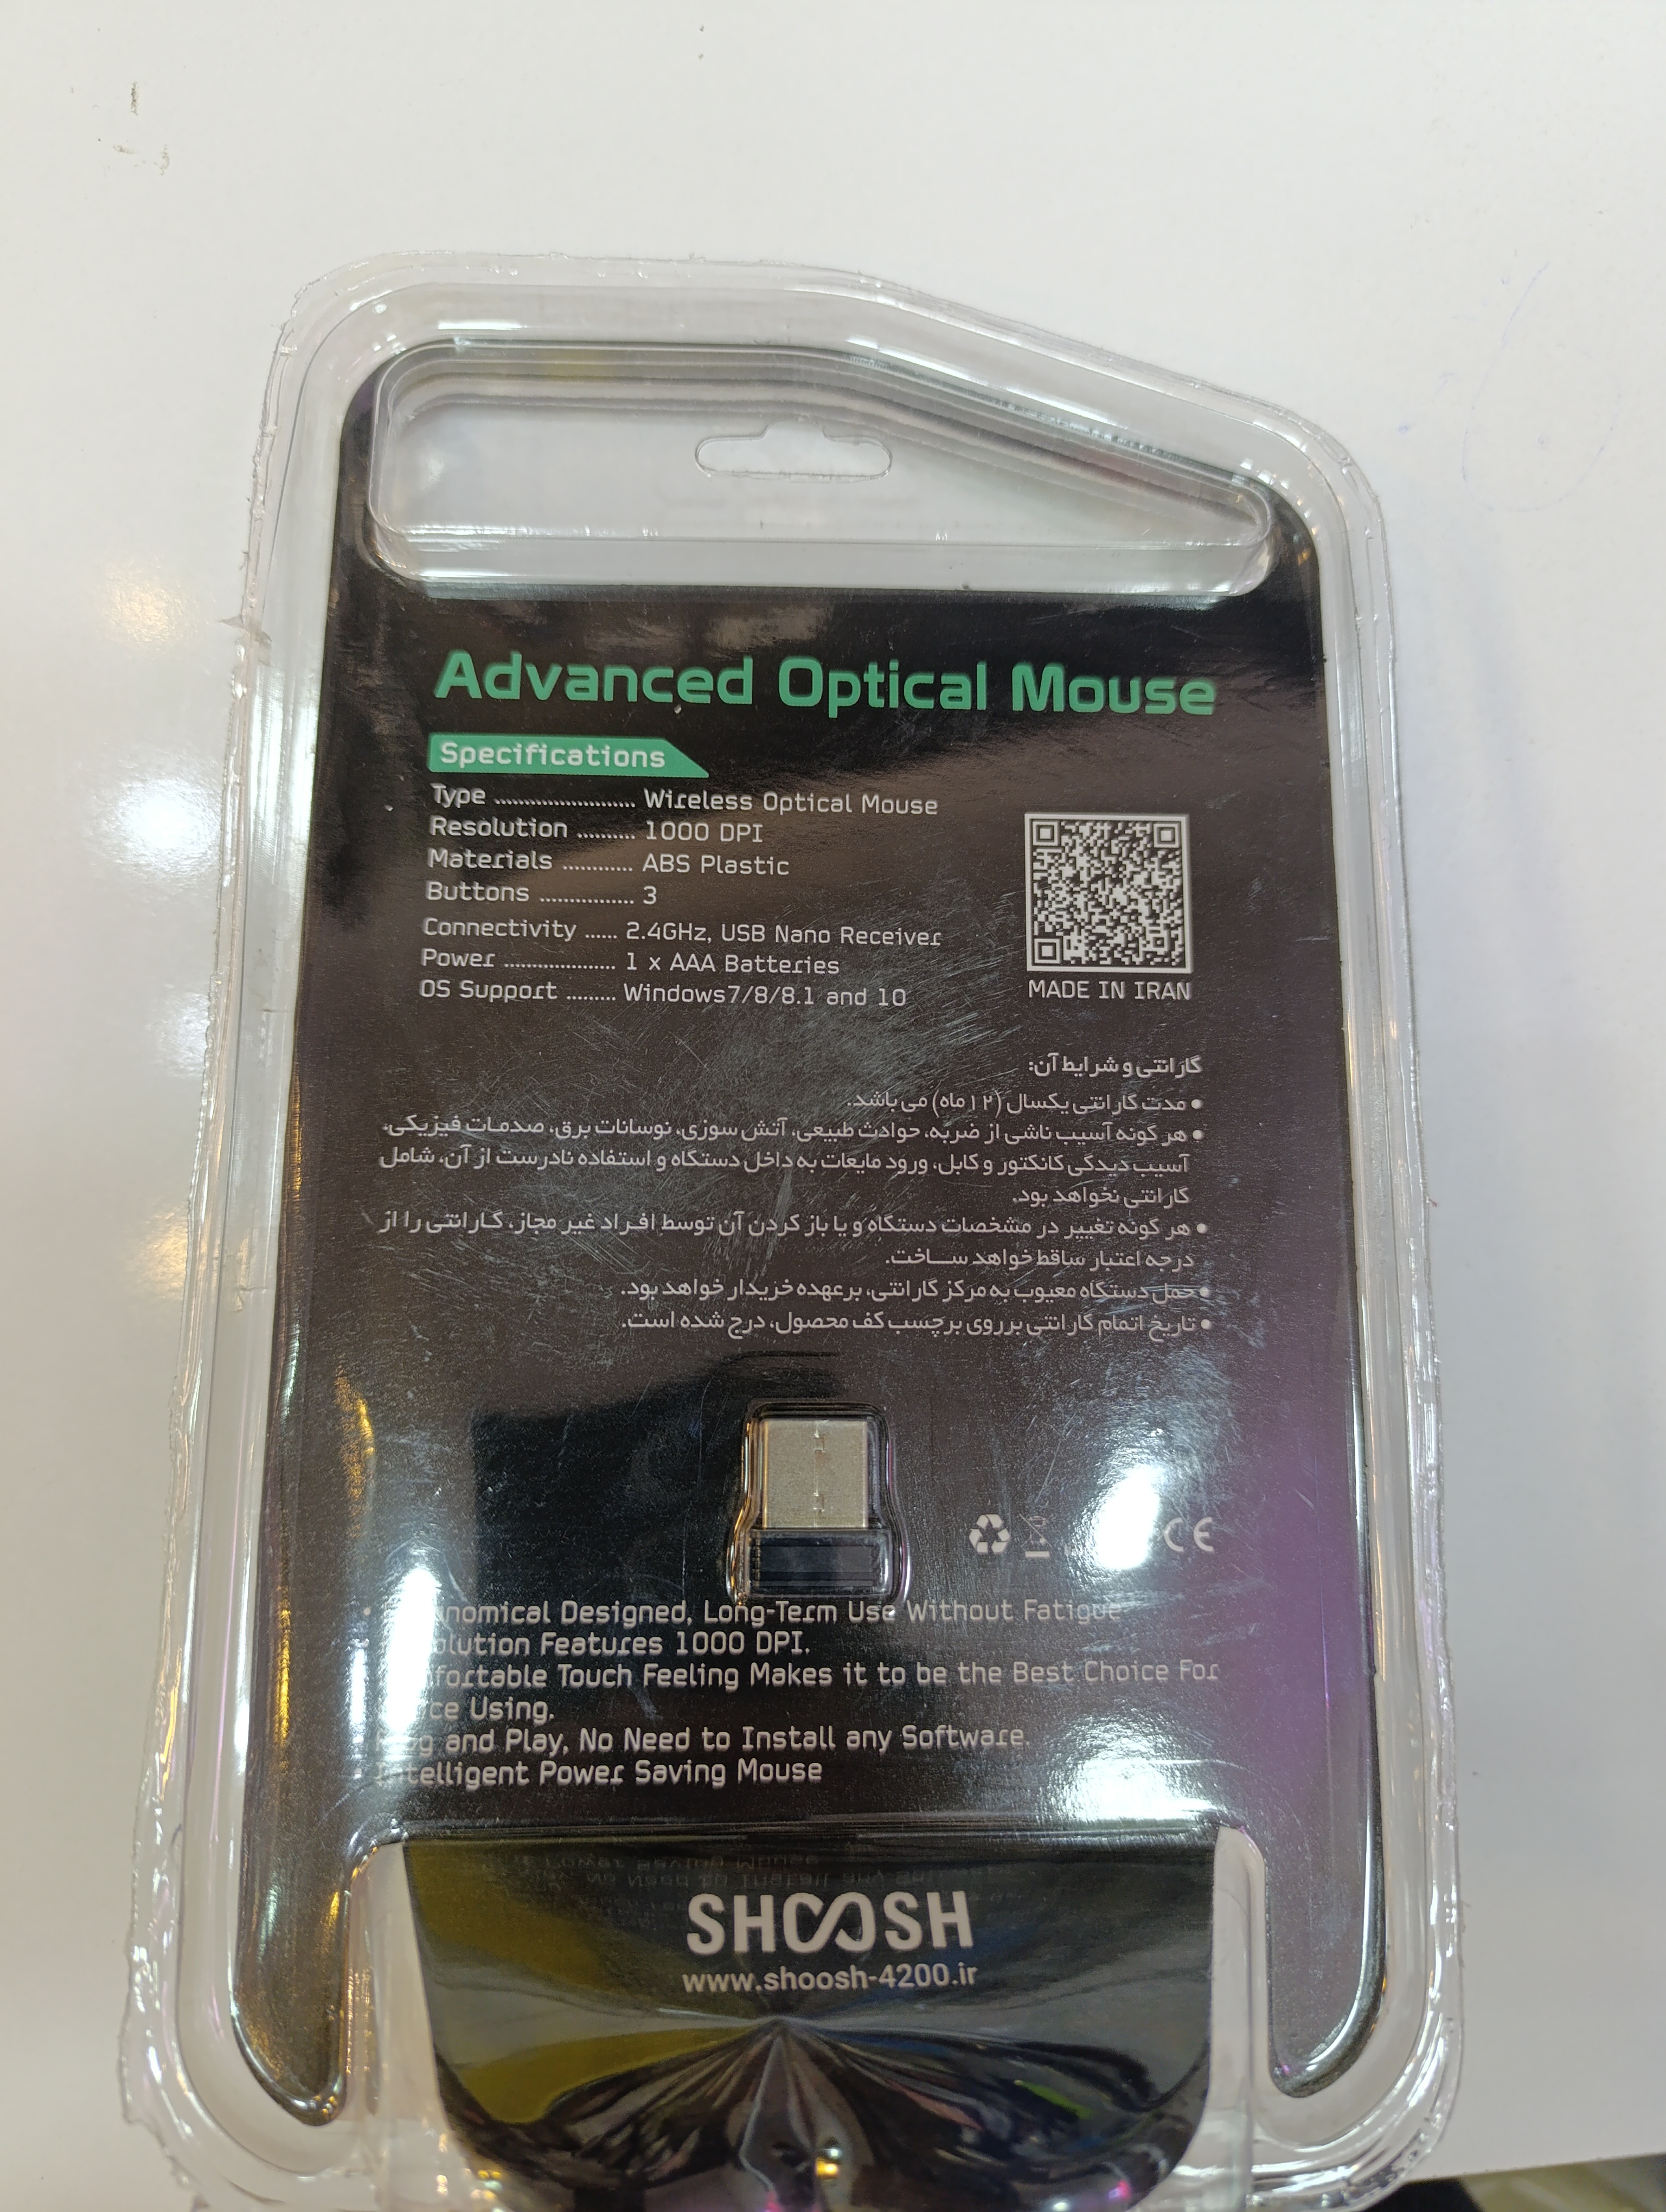 Advanced Optical Mouse
Specifications
Type ........................ Wireless Optical Mouse
Resolution .......... 1000 DPI
Materials ............ ABS Plastic
Buttons ................ 3
Connectivity ...... 2.4GHz, USB Nano Receiver
Power ................... 1 x AAA Batteries
OS Support ......... Windows7/8/8.1 and 10
MADE IN IRAN
گارانتی و شرایط آن:
• مدت گارانتی یکسال (۱۲ ماه) می باشد.
• هر گونه آسیب ناشی از ضربه، حوادث طبیعی، آتش سوزی، نوسانات برق، صدمات فیزیکی،
آسیب دیدگی کانکتور و کابل، ورود مایعات به داخل دستگاه و استفاده نادرست از آن، شامل
گارانتی نخواهد بود.
• هر گونه تغییر در مشخصات دستگاه و یا باز کردن آن توسط افراد غیر مجاز، گارانتی را از
درجه اعتبار ساقط خواهد ساخت.
• حمل دستگاه معیوب به مرکز گارانتی، برعهده خریدار خواهد بود.
• تاریخ اتمام گارانتی برروی برچسب کف محصول، درج شده است.
CE
Designed, Long-Term Use Without Fatigue
Features 1000 DPI.
Touch Feeling Makes it to be the Best Choice For
Using.
and Play, No Need to Install any Software.
Intelligent Power Saving Mouse
SHOOSH
www.shoosh-4200.ir